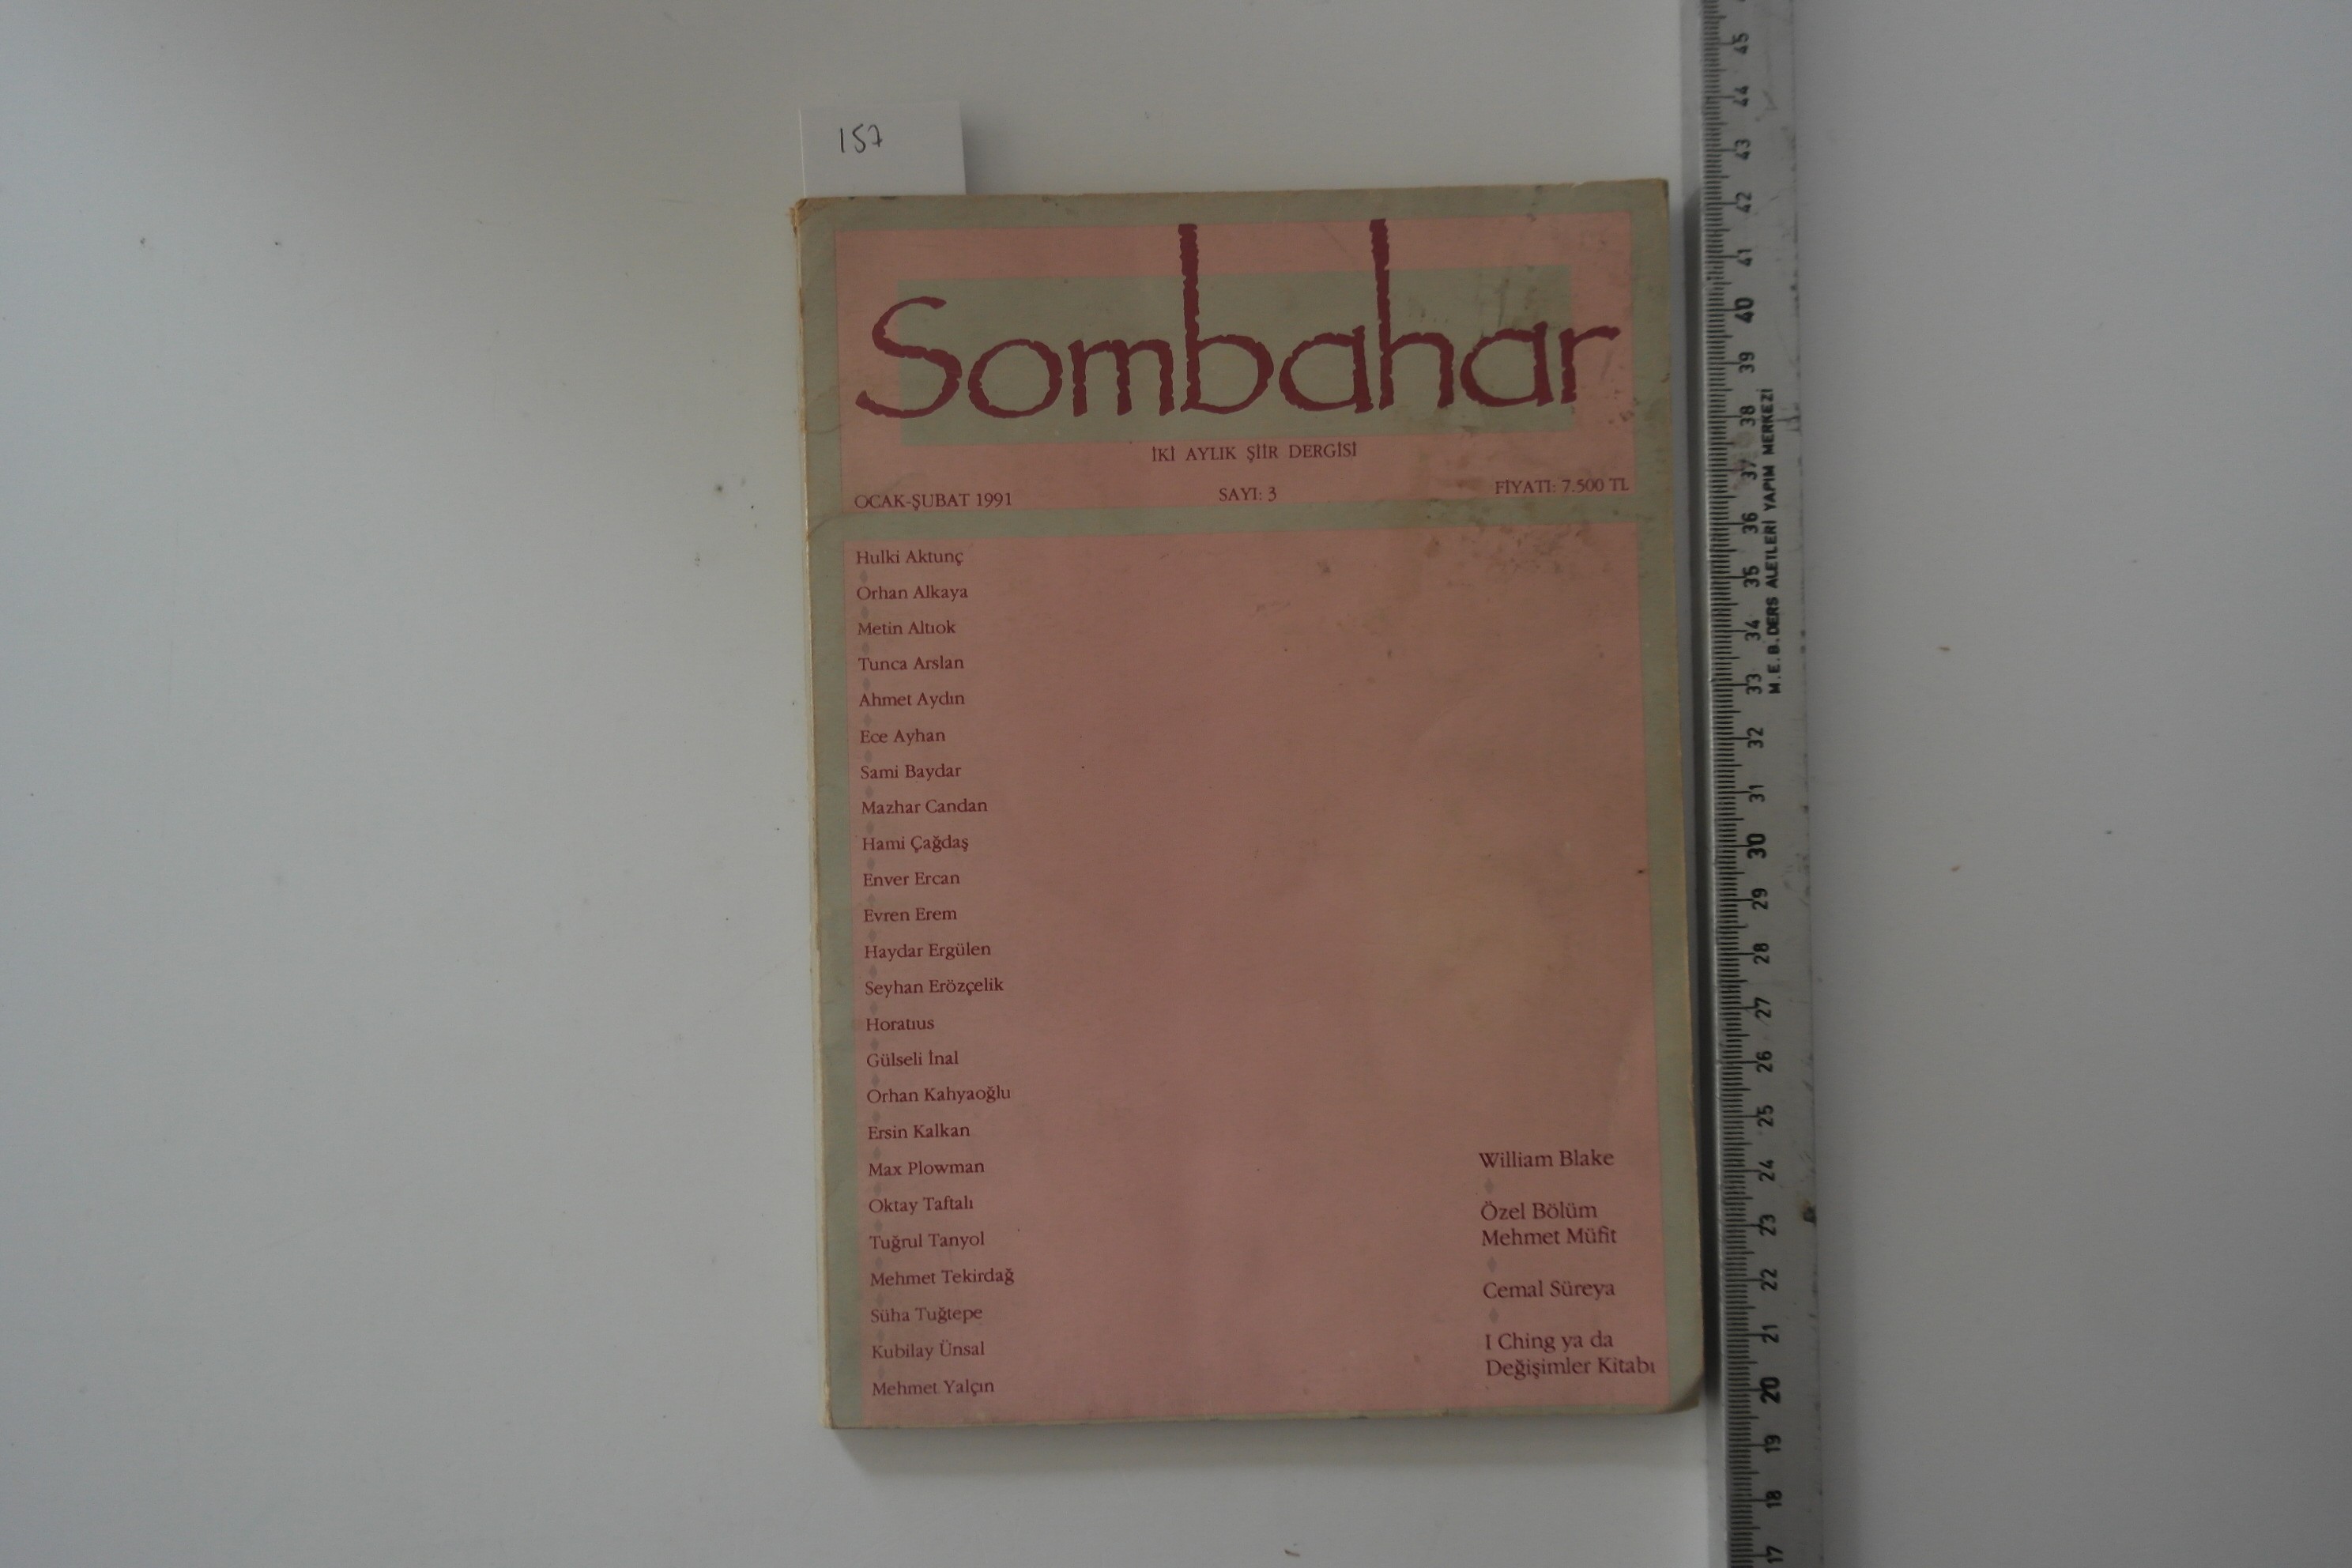 157
Sombahar
İKİ AYLIK ŞİİR DERGİSİ
OCAK-ŞUBAT 1991 SAYI: 3 FİYATI: 7.500 TL
Hulki Aktunç
Orhan Alkaya
Metin Altıok
Tunca Arslan
Ahmet Aydın
Ece Ayhan
Sami Baydar
Mazhar Candan
Hami Çağdaş
Enver Ercan
Evren Erem
Haydar Ergülen
Seyhan Erözçelik
Horatıus
Gülseli İnal
Orhan Kahyaoğlu
Ersin Kalkan
Max Plowman
Oktay Taftalı
Tuğrul Tanyol
Mehmet Tekirdağ
Süha Tuğtepe
Kubilay Ünsal
Mehmet Yalçın
William Blake
Özel Bölüm
Mehmet Müfit
Cemal Süreya
I Ching ya da
Değişimler Kitabı
45
44
43
42
41
40
39
38
37
36
35
34
33
32
31
30
29
28
27
26
25
24
23
22
21
20
19
18
17
M.E.B. DERS ALETLERİ YAPIM MERKEZİ